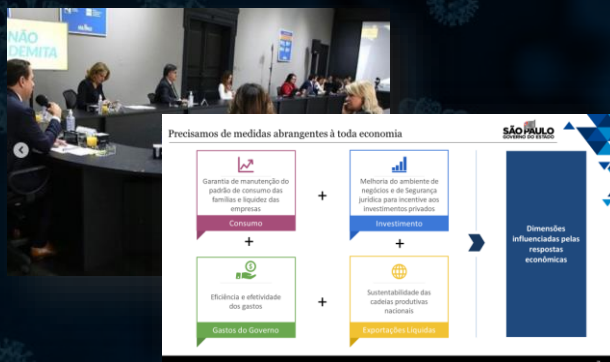 NÃO
DEMITA
Precisamos de medidas abrangentes à toda economia
SÃO PAULO
GOVERNO DO ESTADO
Garantia de manutenção do
padrão de consumo das
famílias e liquidez das
empresas
Consumo
+
Melhoria do ambiente de
negócios e de Segurança
jurídica para incentivo aos
investimentos privados
Investimento
+
+
Eficiência e efetividade
dos gastos
Gastos do Governo
+
Sustentabilidade das
cadeias produtivas
nacionais
Exportações Líquidas
Dimensões
influenciadas pelas
respostas
econômicas